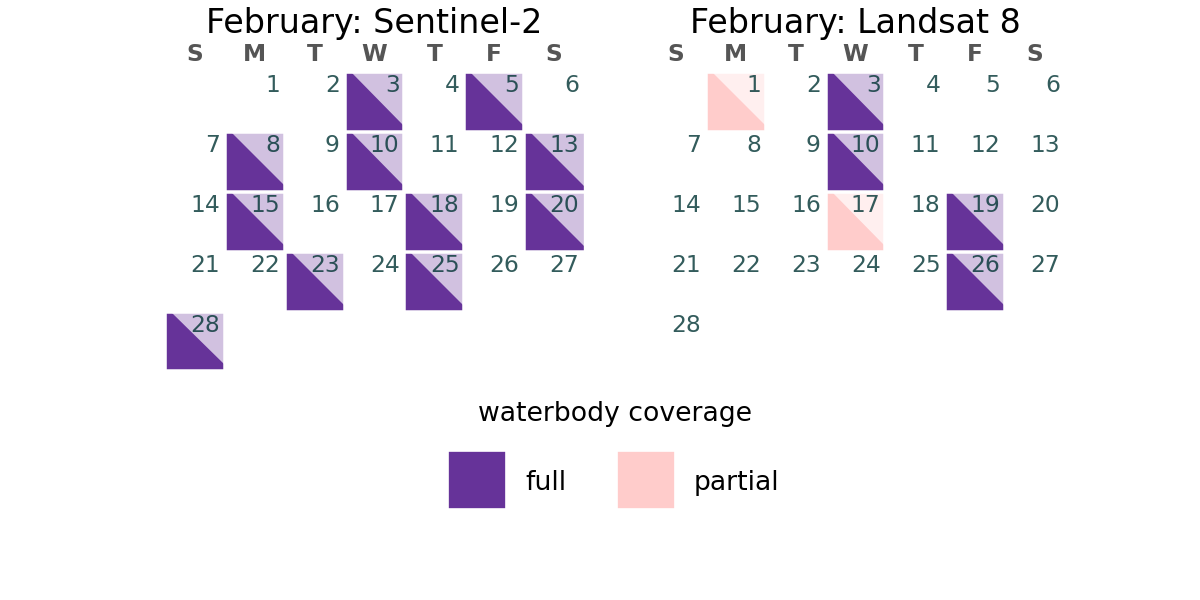 February: Sentinel-2
S M T W T F S
1 2 3 4 5 6
7 8 9 10 11 12 13
14 15 16 17 18 19 20
21 22 23 24 25 26 27
28
February: Landsat 8
S M T W T F S
1 2 3 4 5 6
7 8 9 10 11 12 13
14 15 16 17 18 19 20
21 22 23 24 25 26 27
28
waterbody coverage
full
partial